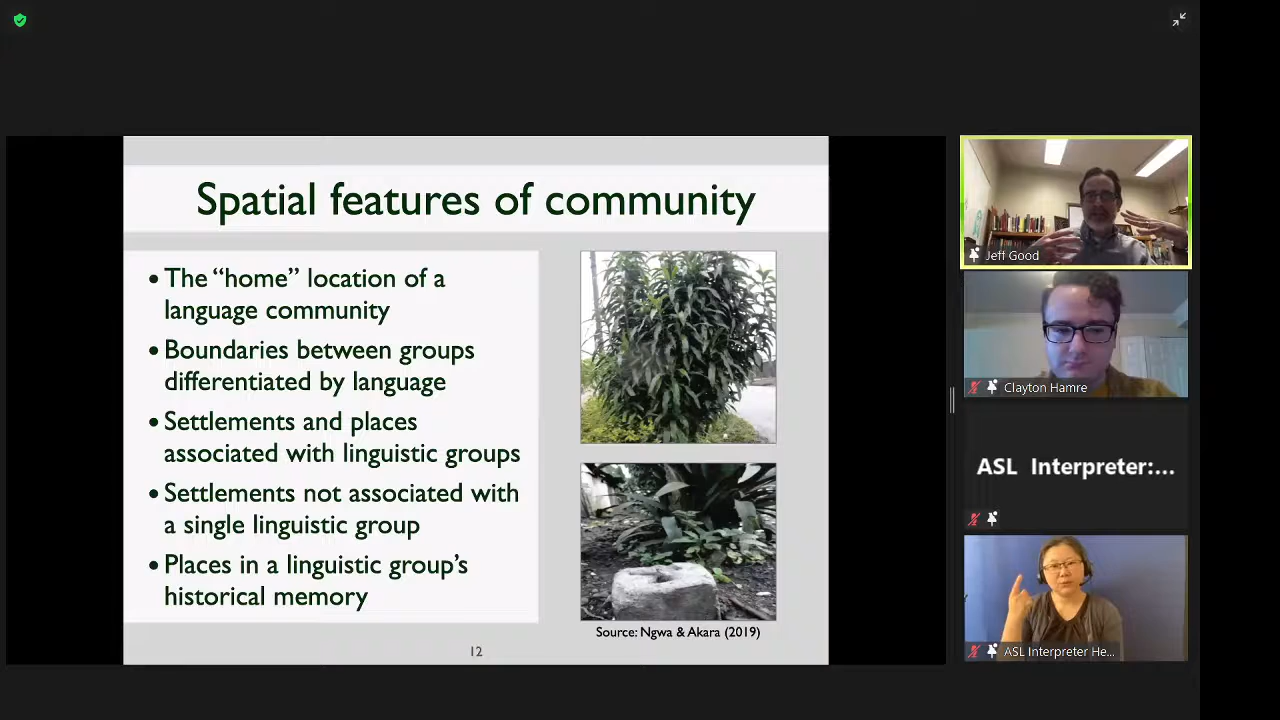 Spatial features of community
• The “home” location of a
language community
• Boundaries between groups
differentiated by language
• Settlements and places
associated with linguistic groups
• Settlements not associated with
a single linguistic group
• Places in a linguistic group’s
historical memory
Source: Ngwa & Akara (2019)
12
Jeff Good
Clayton Hamre
ASL Interpreter:...
ASL Interpreter He...